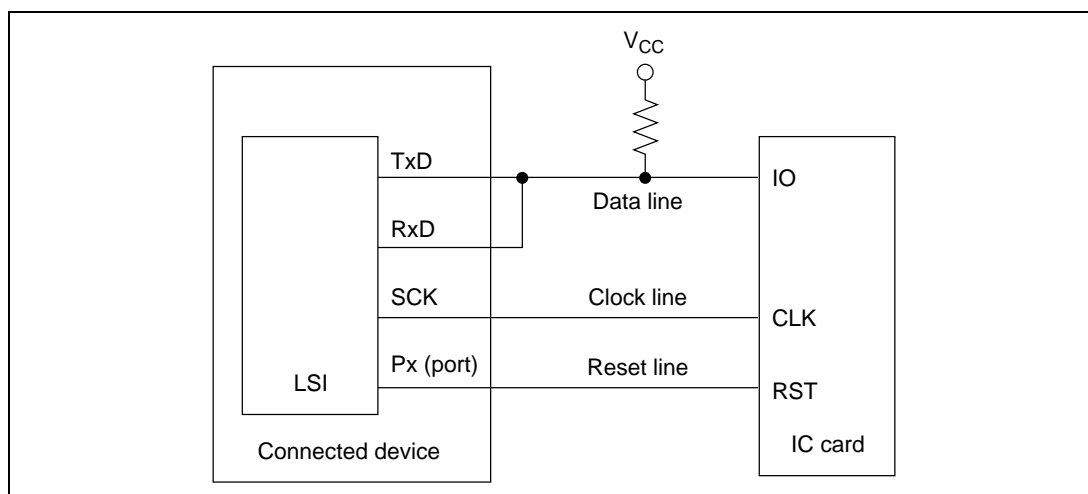 VCC
TxD
IO
Data line
RxD
SCK
Clock line
CLK
Px (port)
Reset line
LSI
RST
Connected device
IC card